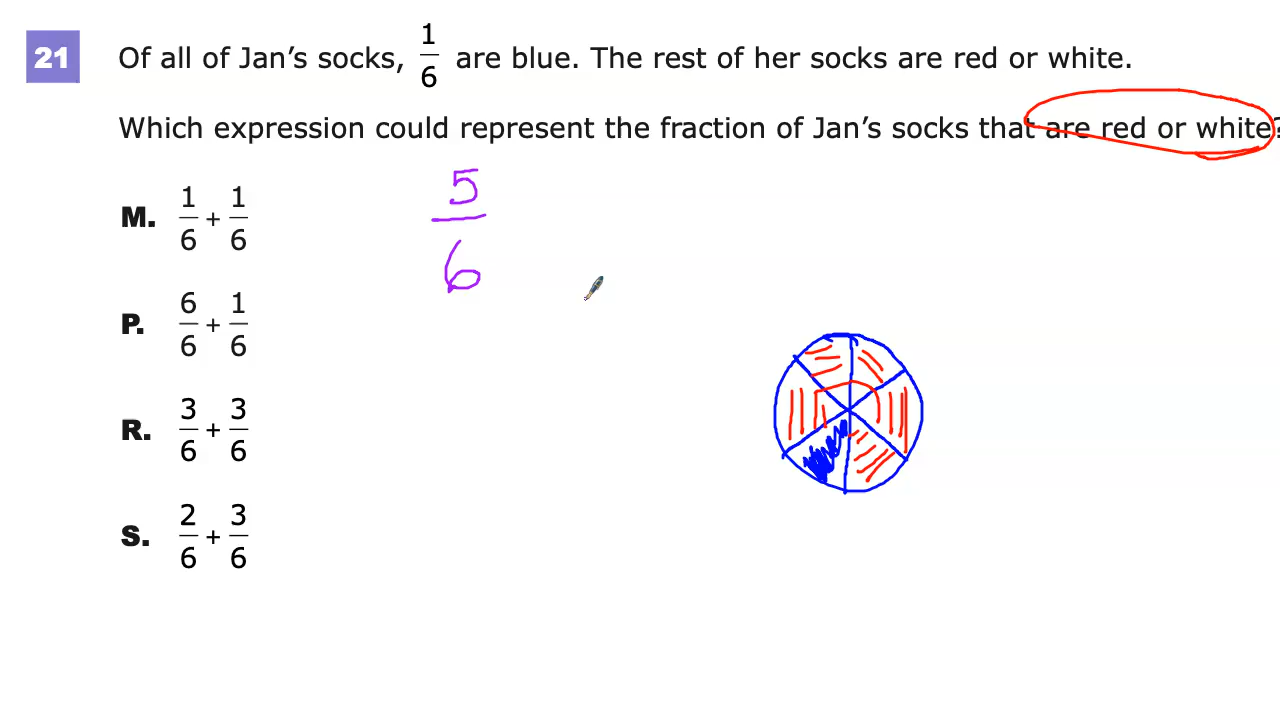 21 Of all of Jan's socks, 1/6 are blue. The rest of her socks are red or white.
Which expression could represent the fraction of Jan's socks that are red or white?
M. 1/6 + 1/6
5/6
P. 6/6 + 1/6
R. 3/6 + 3/6
S. 2/6 + 3/6